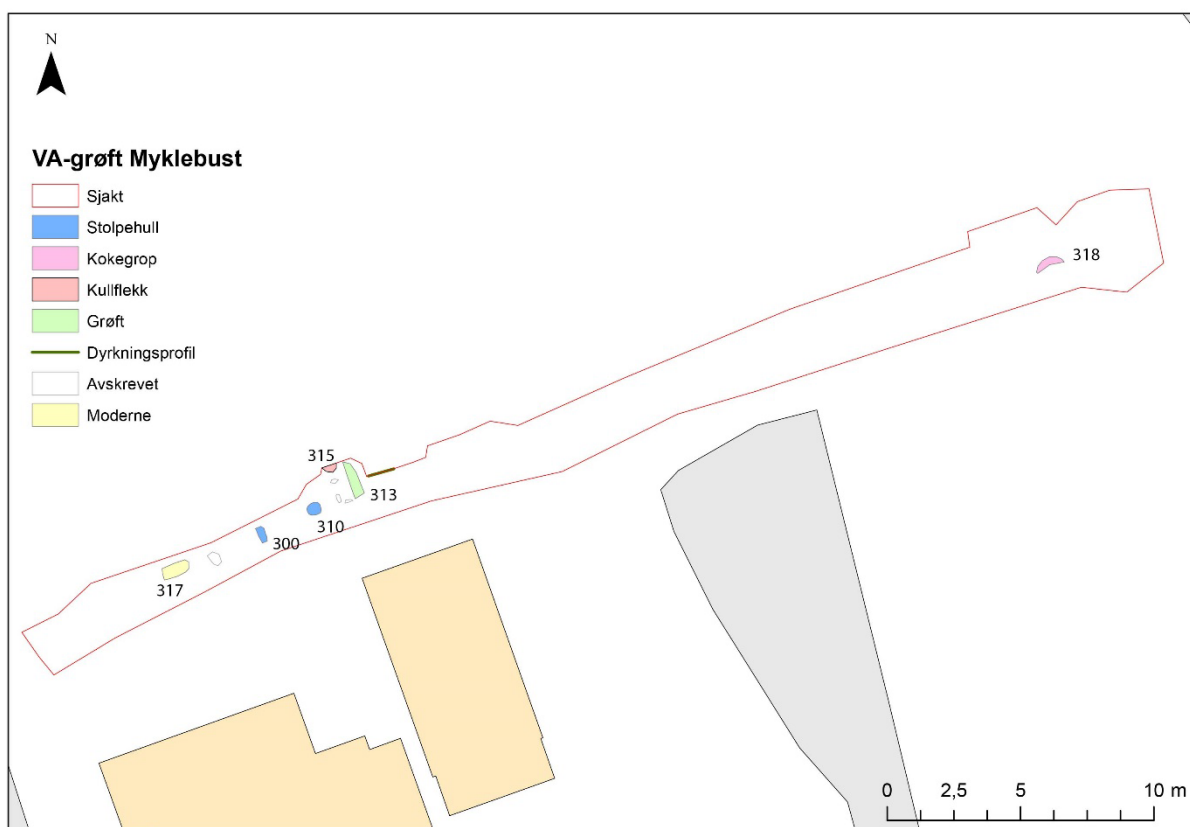 N
VA-grøft Myklebust
Sjakt
Stolpehull
Kokegrop
Kullflekk
Grøft
Dyrkningsprofil
Avskrevet
Moderne
318
315
313
310
300
317
0 2,5 5 10 m